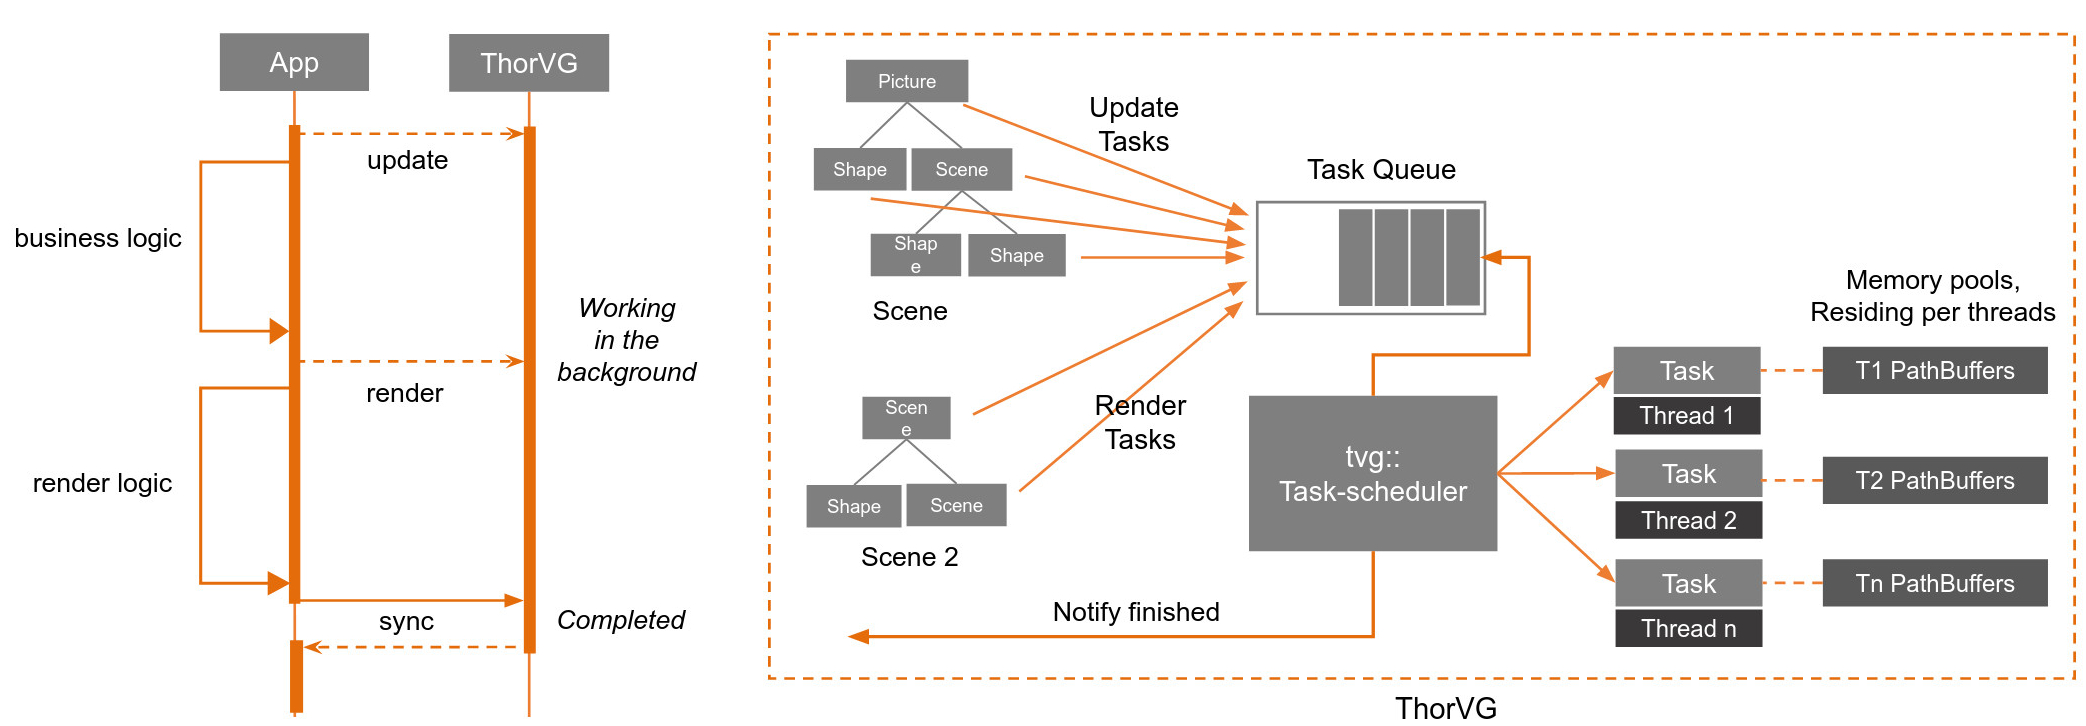 App
ThorVG
update
business logic
Working
in the
background
render
render logic
sync
Completed
Picture
Shape
Scene
Shap
e
Shape
Scene
Update
Tasks
Task Queue
Scen
e
Shape
Scene
Scene 2
Render
Tasks
tvg::
Task-scheduler
Notify finished
Memory pools,
Residing per threads
Task
Thread 1
T1 PathBuffers
Task
Thread 2
T2 PathBuffers
Task
Thread n
Tn PathBuffers
ThorVG